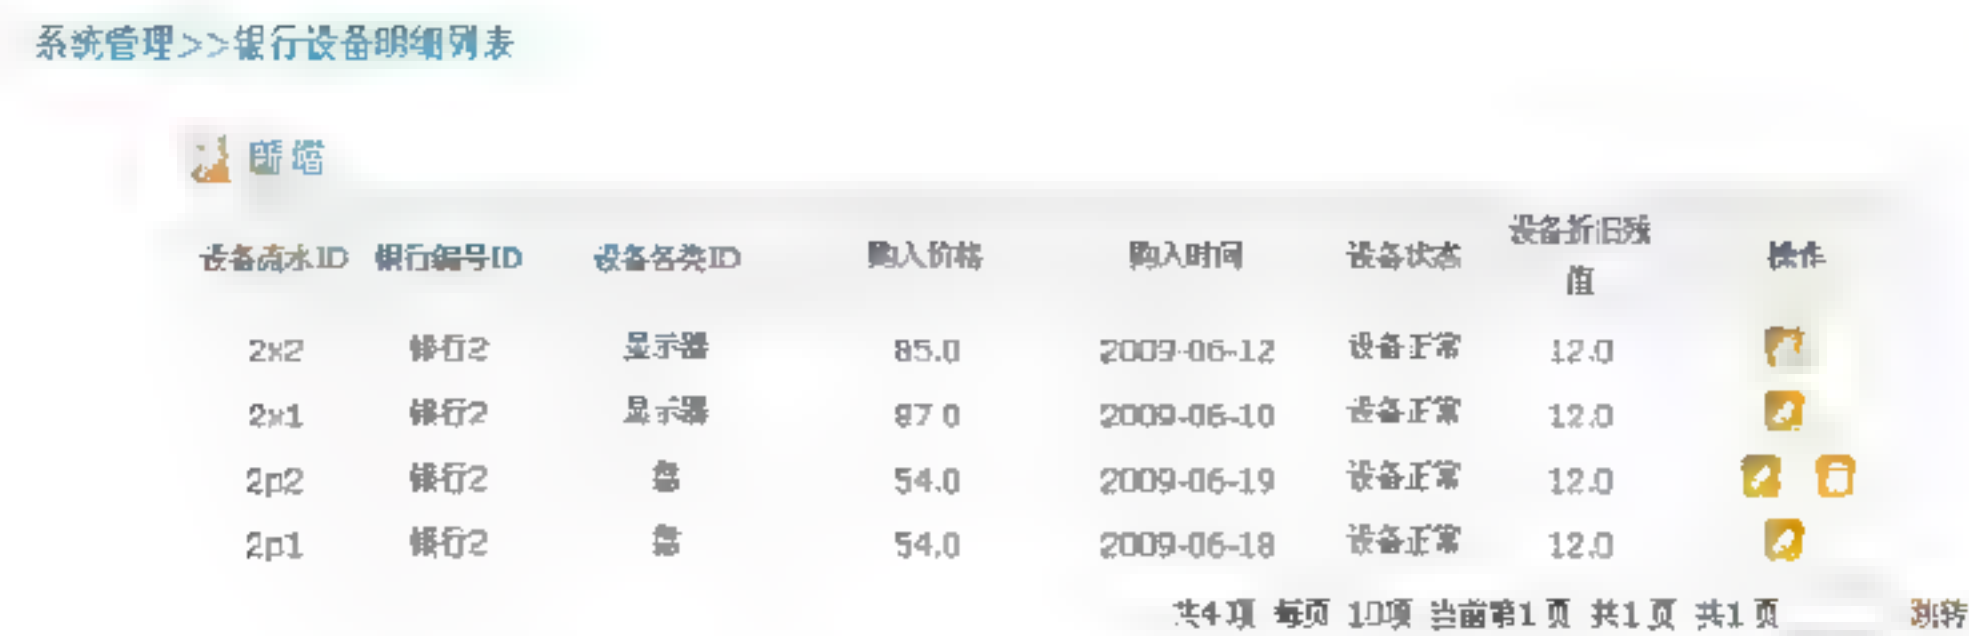 系统管理>>银行设备明细列表
新增
设备流水ID 银行编号ID 设备名类ID 购入价格 购入时间 设备状态 设备折旧残值 操作
2x2 银行2 显示器 85.0 2009-06-12 设备正常 12.0
2x1 银行2 显示器 87.0 2009-06-10 设备正常 12.0
2p2 银行2 54.0 2009-06-19 设备正常 12.0
2p1 银行2 54.0 2009-06-18 设备正常 12.0
共4项 每页 10项 当前第1页 共1页 共1页 跳转